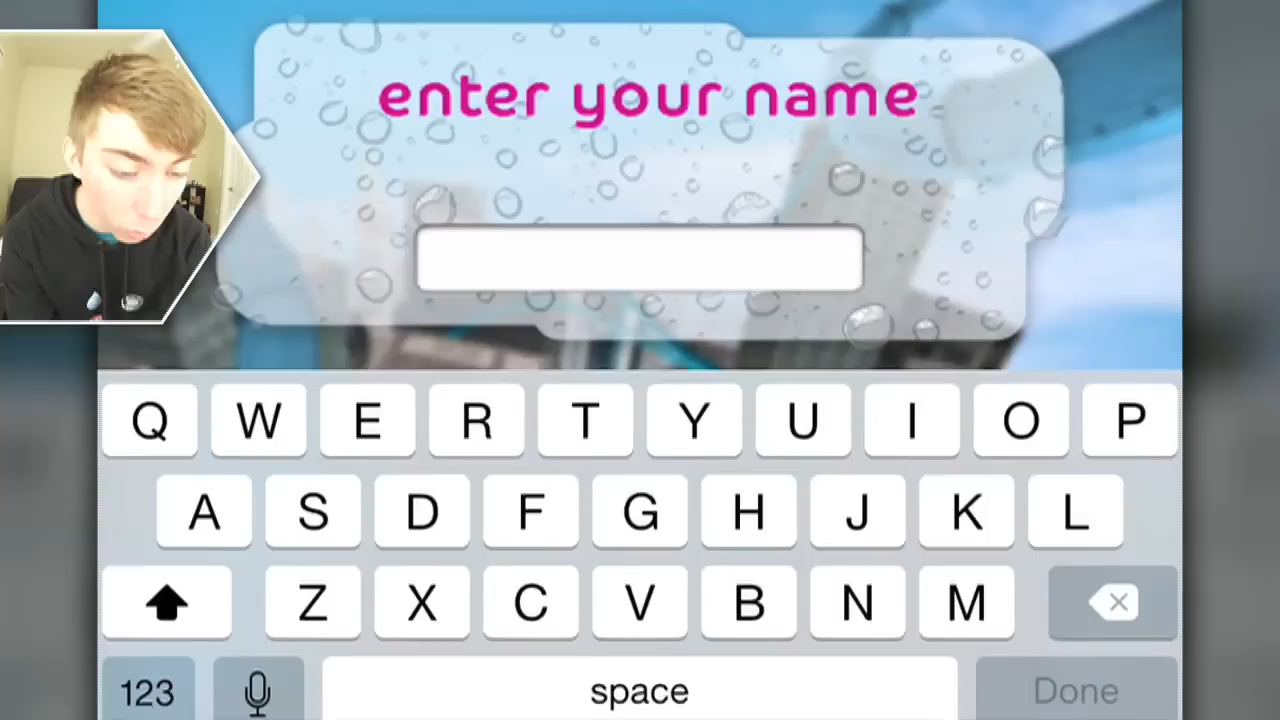 enter your name
Q W E R T Y U I O P
A S D F G H J K L
Z X C V B N M
123 space Done